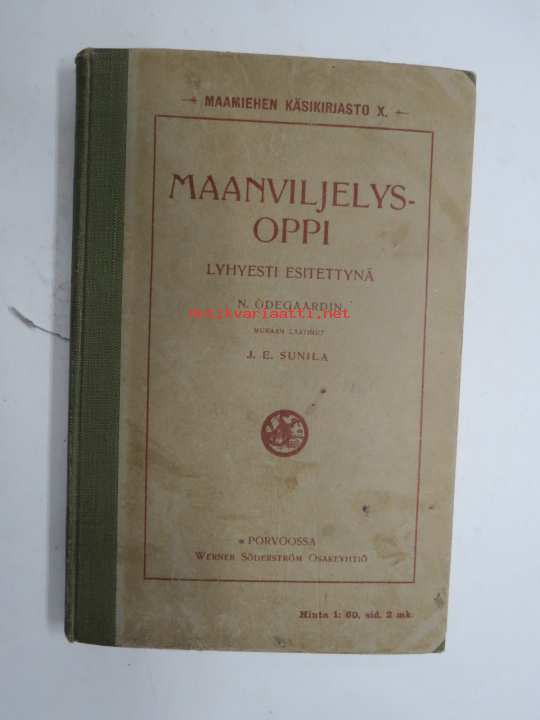 MAAMIEHEN KÄSIKIRJASTO X.
MAANVILJELYS-
OPPI
LYHYESTI ESITETTYNÄ
N. ÖDEGAARDIN
antikvariaatti.net
MUKAAN LAATINUT
J. E. SUNILA
PORVOOSSA
WERNER SÖDERSTRÖM OSAKEYHTIÖ
Hinta 1: 60, sid. 2 mk.